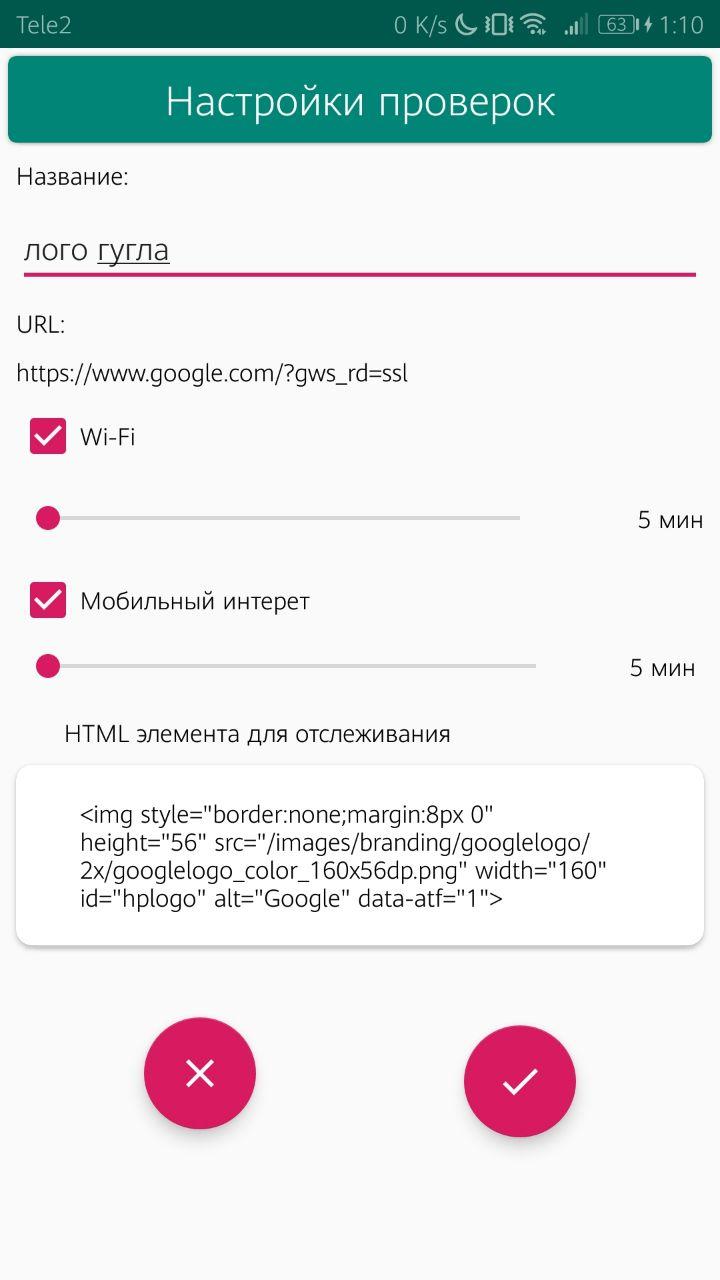 Tele2 0 K/s 63 1:10
Настройки проверок
Название:
лого гугла
URL:
https://www.google.com/?gws_rd=ssl
Wi-Fi
5 мин
Мобильный интерет
5 мин
HTML элемента для отслеживания
<img style="border:none;margin:8px 0"
height="56" src="/images/branding/googlelogo/
2x/googlelogo_color_160x56dp.png" width="160"
id="hplogo" alt="Google" data-atf="1">